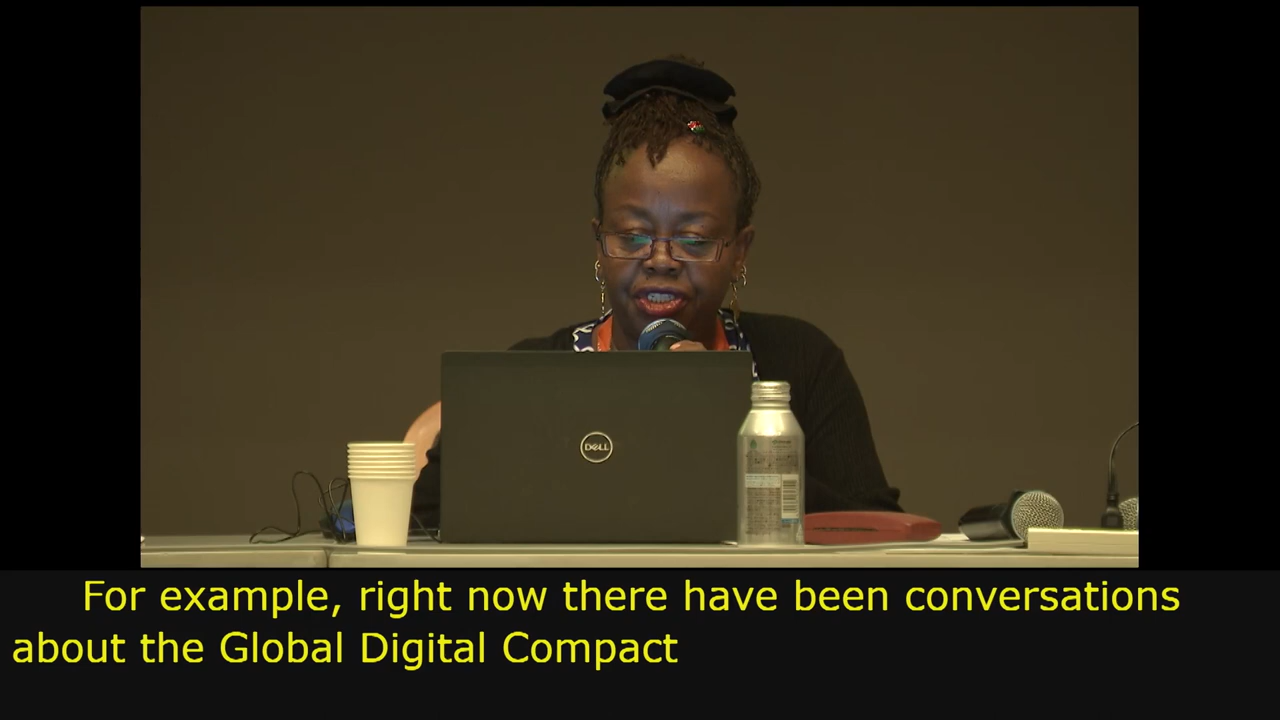 DELL
For example, right now there have been conversations
about the Global Digital Compact